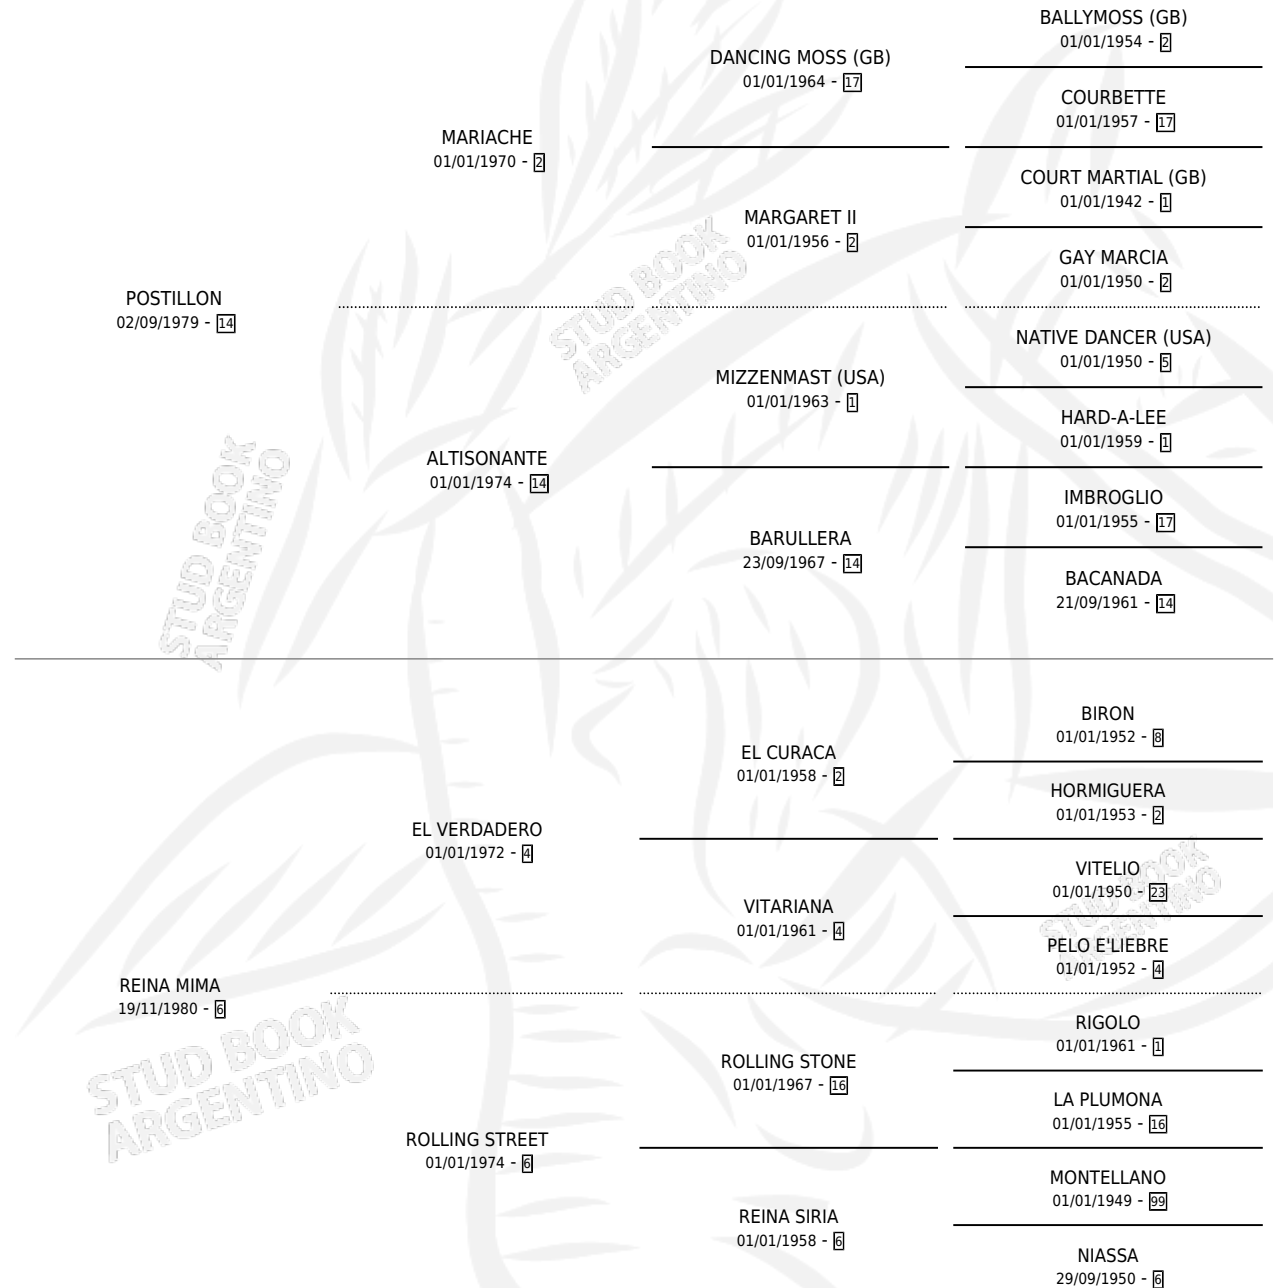 BALLYMOSS (GB)
01/01/1954 - 2
DANCING MOSS (GB)
01/01/1964 - 17
COURBETTE
01/01/1957 - 17
MARIACHE
01/01/1970 - 2
COURT MARTIAL (GB)
01/01/1942 - 1
MARGARET II
01/01/1956 - 2
GAY MARCIA
01/01/1950 - 2
POSTILLON
02/09/1979 - 14
NATIVE DANCER (USA)
01/01/1950 - 5
MIZZENMAST (USA)
01/01/1963 - 1
HARD-A-LEE
01/01/1959 - 1
ALTISONANTE
01/01/1974 - 14
IMBROGLIO
01/01/1955 - 17
BARULLERA
23/09/1967 - 14
BACANADA
21/09/1961 - 14
STUD BOOK
ARGENTINO
STUD BOOK
ARGENTINO
BIRON
01/01/1952 - 8
EL CURACA
01/01/1958 - 2
HORMIGUERA
01/01/1953 - 2
EL VERDADERO
01/01/1972 - 4
VITELIO
01/01/1950 - 23
VITARIANA
01/01/1961 - 4
PELO E'LIEBRE
01/01/1952 - 4
STUD BOOK
ARGENTINO
REINA MIMA
19/11/1980 - 6
RIGOLO
01/01/1961 - 1
ROLLING STONE
01/01/1967 - 16
LA PLUMONA
01/01/1955 - 16
ROLLING STREET
01/01/1974 - 6
MONTELLANO
01/01/1949 - 99
REINA SIRIA
01/01/1958 - 6
NIASSA
29/09/1950 - 6
STUD BOOK
ARGENTINO